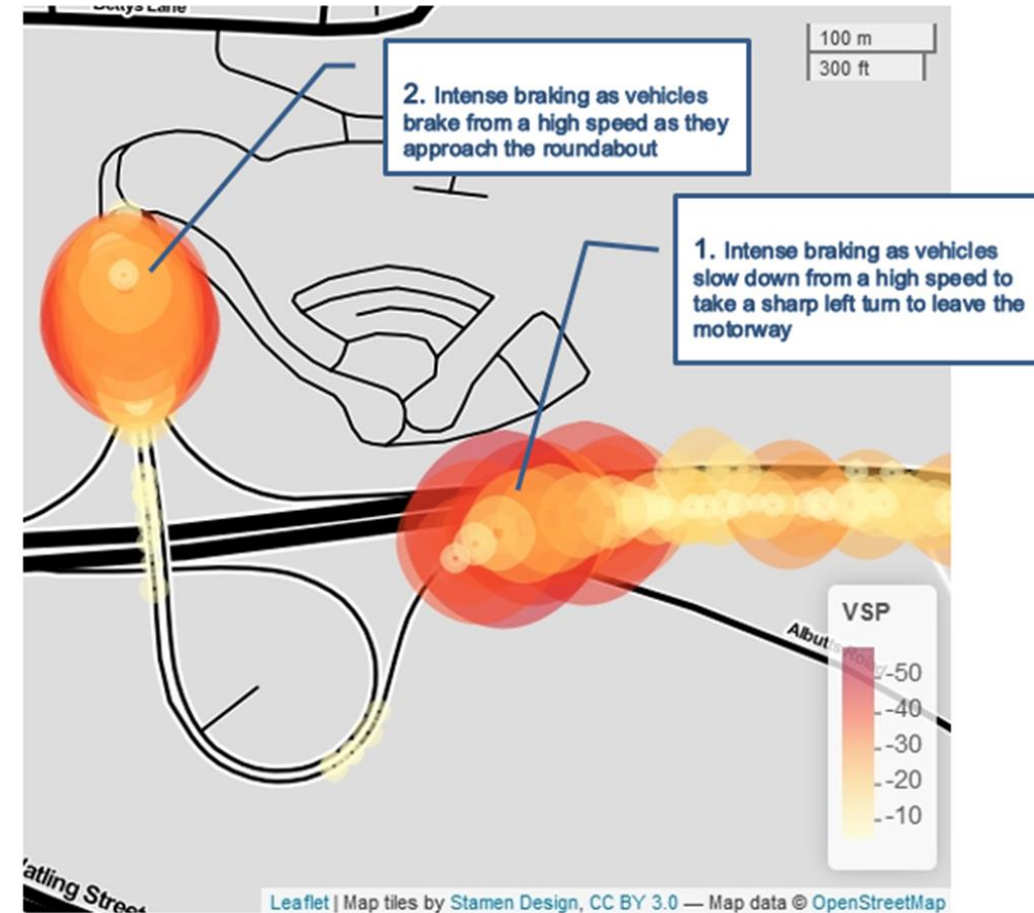 Bettys Lane
100 m
300 ft
2. Intense braking as vehicles
brake from a high speed as they
approach the roundabout
1. Intense braking as vehicles
slow down from a high speed to
take a sharp left turn to leave the
motorway
VSP
Albutts Road
-50
-40
-30
-20
-10
atling Street
Leaflet | Map tiles by Stamen Design, CC BY 3.0 — Map data © OpenStreetMap